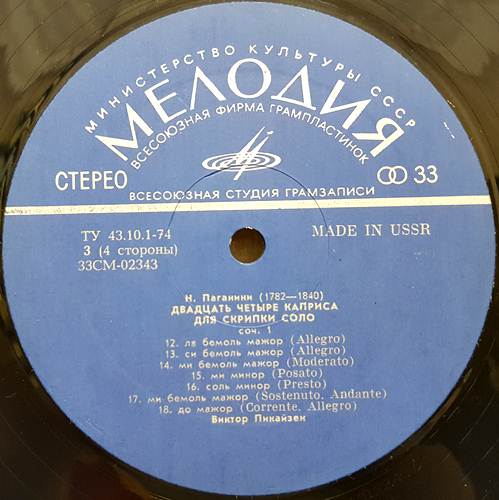 МИНИСТЕРСТВО КУЛЬТУРЫ СССР
МЕЛОДИЯ
ВСЕСОЮЗНАЯ ФИРМА ГРАМПЛАСТИНОК
СТЕРЕО
33
ВСЕСОЮЗНАЯ СТУДИЯ ГРАМЗАПИСИ
ТУ 43.10.1-74
MADE IN USSR
3 (4 стороны)
33СМ-02343
Н. Паганини (1782—1840)
ДВАДЦАТЬ ЧЕТЫРЕ КАПРИСА
ДЛЯ СКРИПКИ СОЛО
соч. 1
12. ля бемоль мажор (Allegro)
13. си бемоль мажор (Allegro)
14. ми бемоль мажор (Moderato)
15. ми минор (Posato)
16. соль минор (Presto)
17. ми бемоль мажор (Sostenuto. Andante)
18. до мажор (Corrente. Allegro)
Виктор Пикайзен